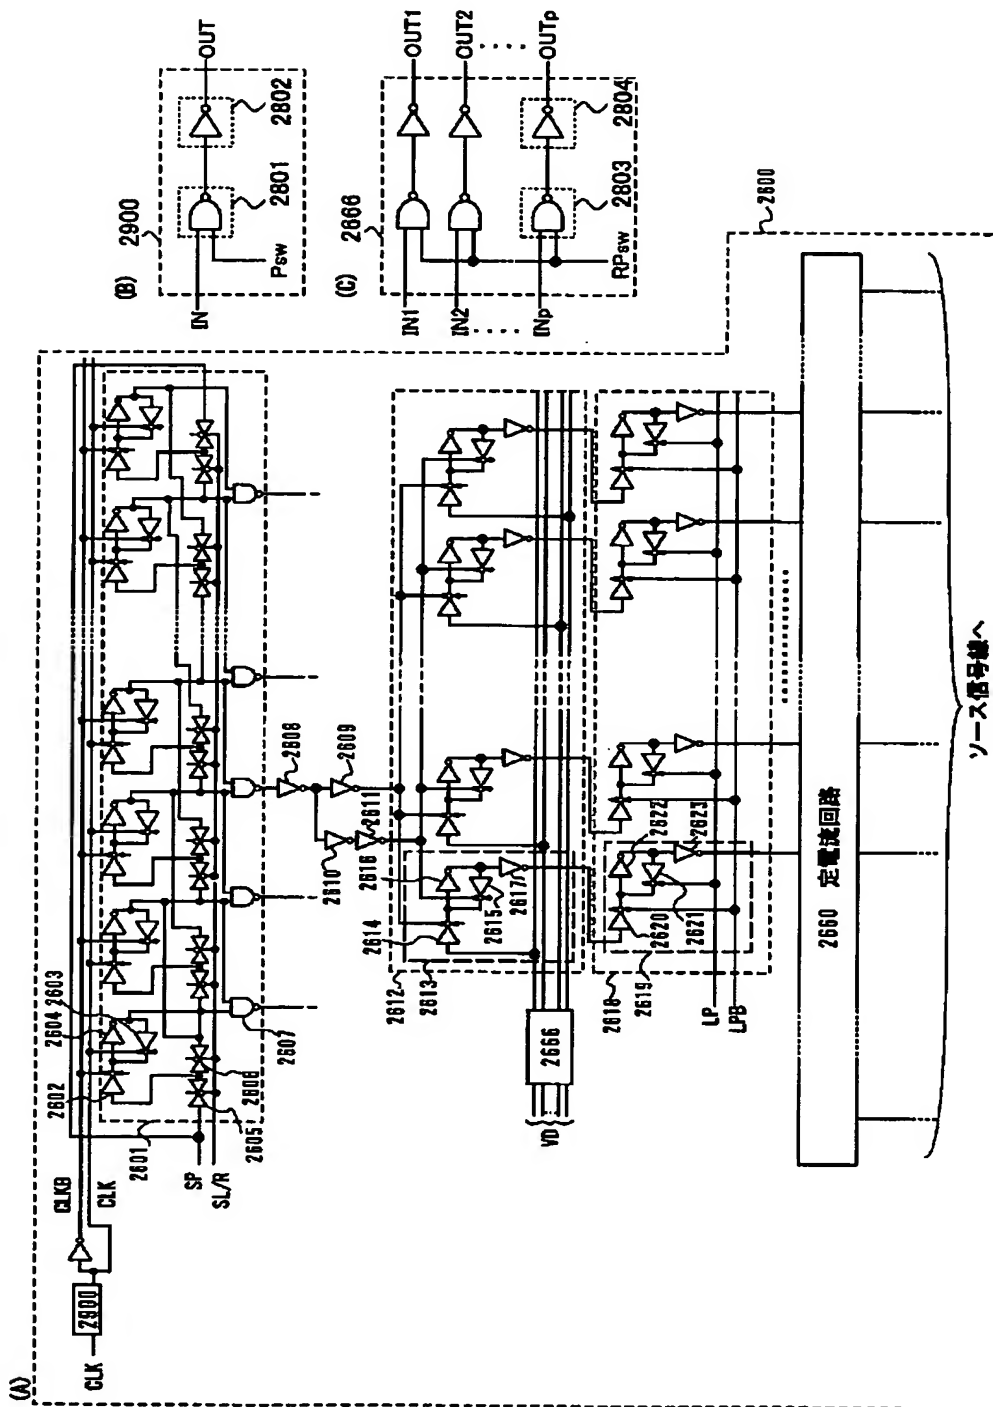 (A)
CLK
2900
CLKB
CLK
2601
SP
SL/R
2602
2604
2603
2605
2606
2607
2608
2609
2610
2611
2612
2613
2614
2616
2615
2617
VD
2666
2618
2619
2620
2621
2622
2623
LP
LPB
2660 定電流回路
ソース信号線へ
2600
(B)
2900
IN
Psw
2801
2802
OUT
(C)
2666
IN1
IN2
INp
RPsw
2803
2804
OUT1
OUT2
OUTp